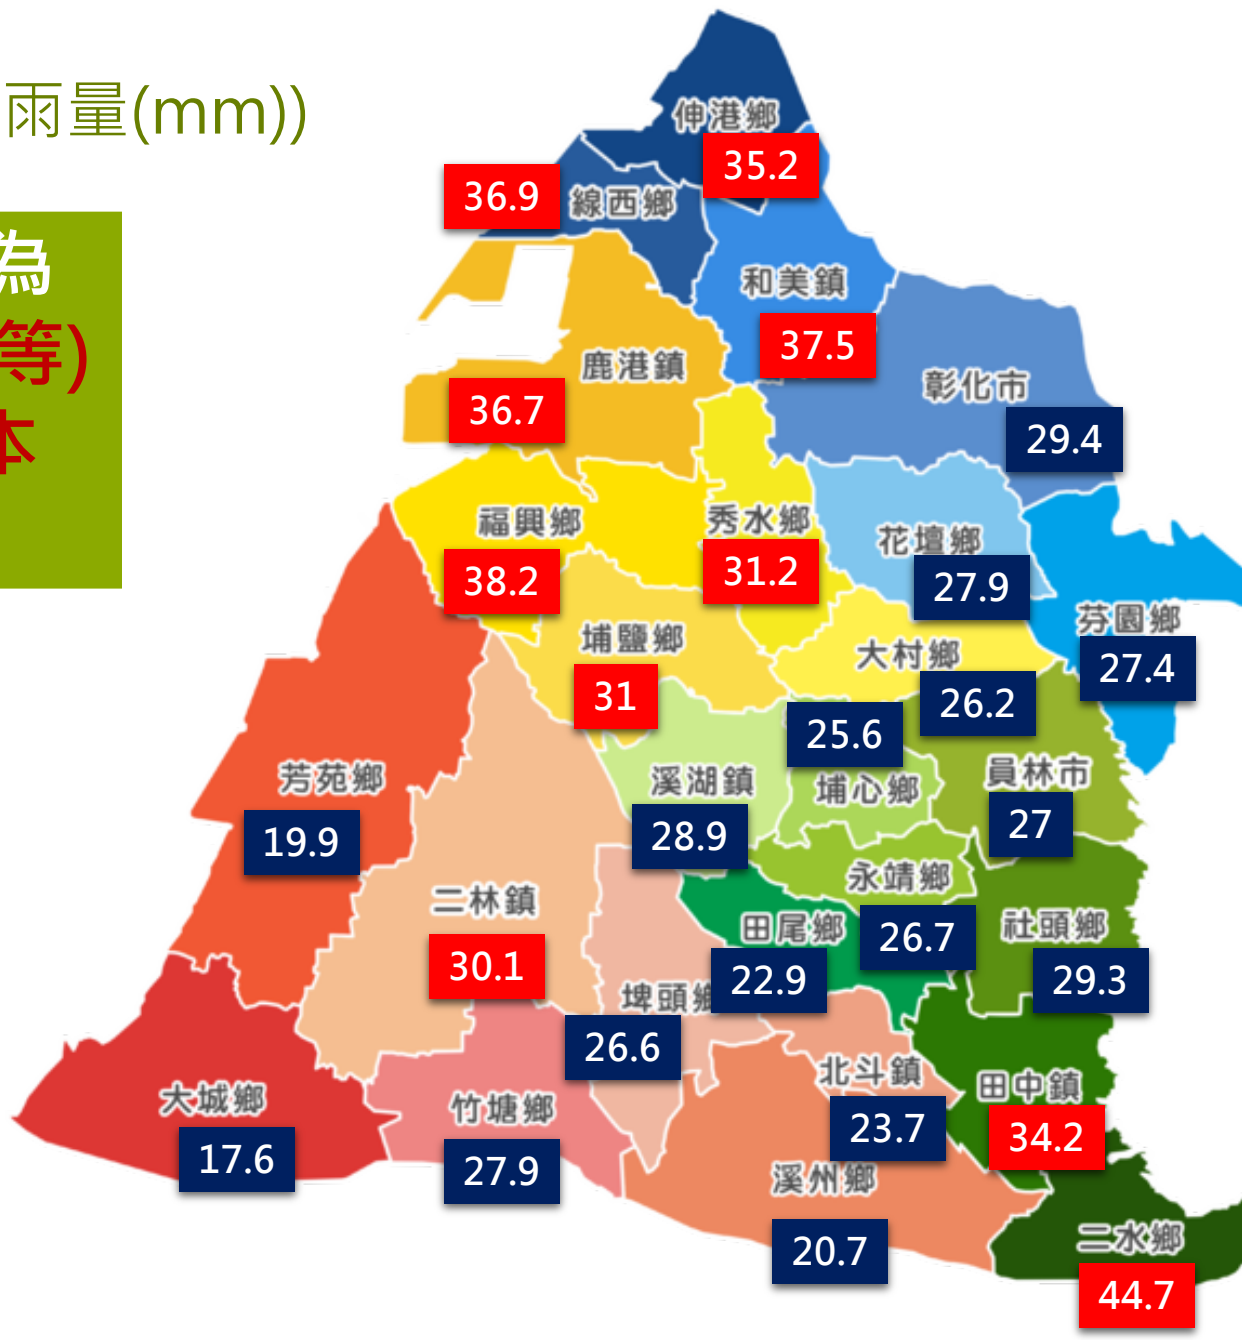 雨量(mm))
為
等)
本
伸港鄉
35.2
36.9
線西鄉
和美鎮
37.5
鹿港鎮
36.7
彰化市
29.4
福興鄉
38.2
秀水鄉
31.2
花壇鄉
27.9
芬園鄉
27.4
埔鹽鄉
31
大村鄉
26.2
25.6
埔心鄉
員林市
27
溪湖鎮
28.9
芳苑鄉
19.9
二林鎮
30.1
永靖鄉
26.7
田尾鄉
22.9
社頭鄉
29.3
埤頭鄉
26.6
北斗鎮
23.7
田中鎮
34.2
大城鄉
17.6
竹塘鄉
27.9
溪州鄉
20.7
二水鄉
44.7